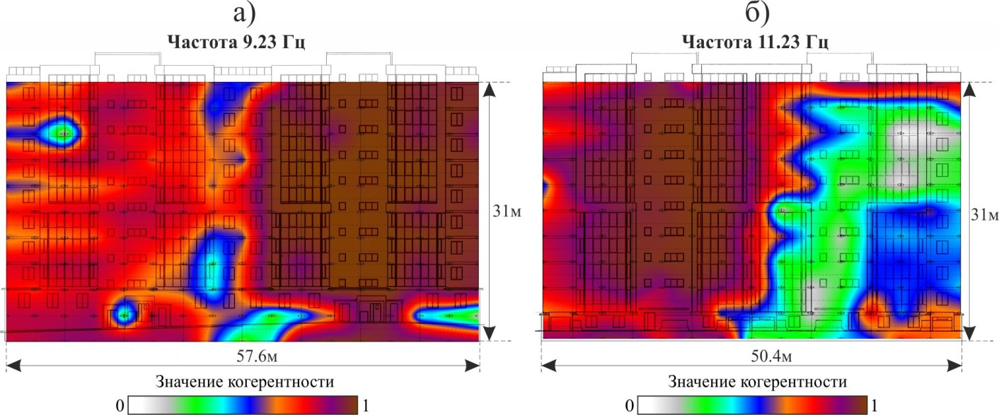 а)
Частота 9.23 Гц
31м
57.6м
Значение когерентности
0 1
б)
Частота 11.23 Гц
31м
50.4м
Значение когерентности
0 1